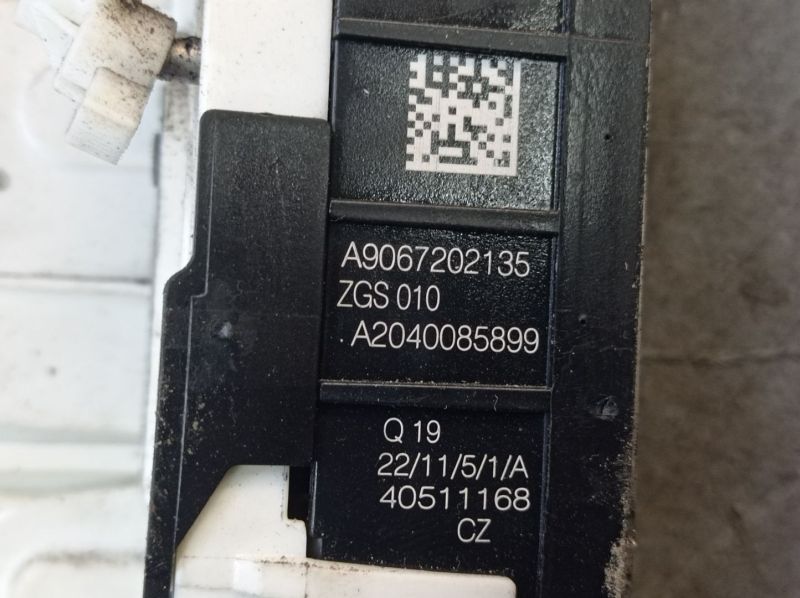 A9067202135
ZGS 010
A2040085899
Q 19
22/11/5/1/A
40511168
CZ